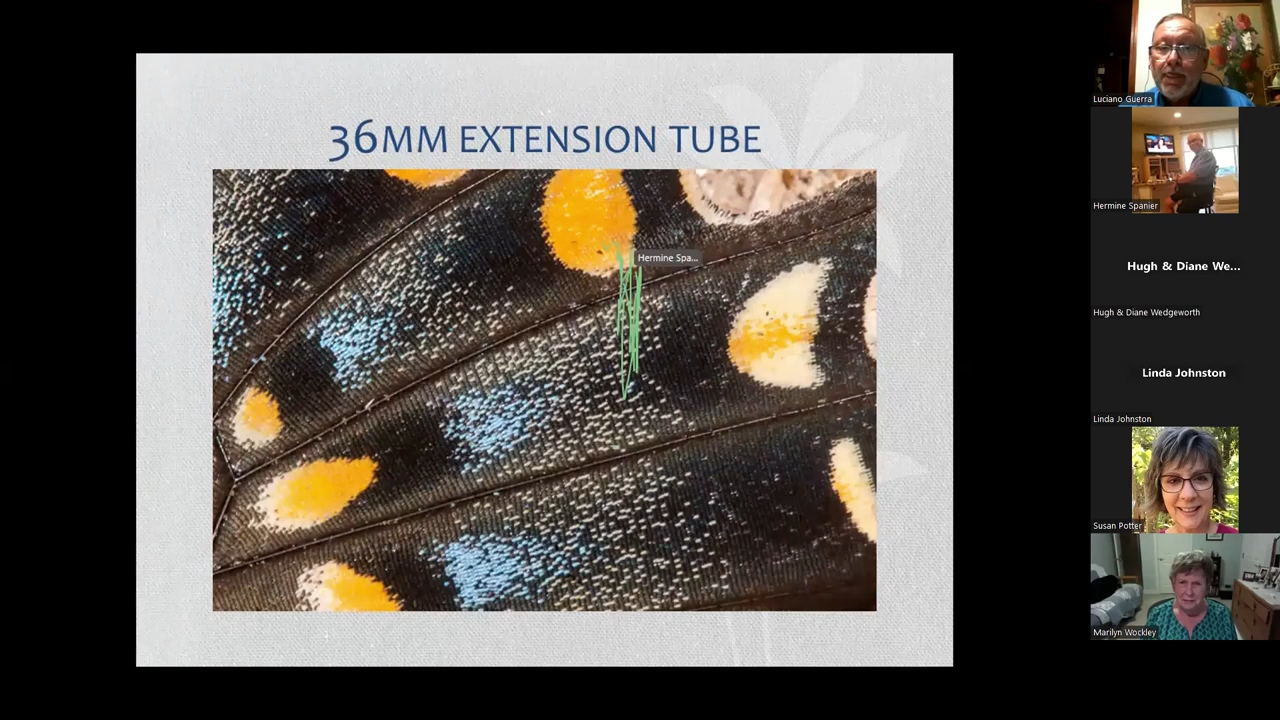 36MM EXTENSION TUBE
Hermine Spa...
Luciano Guerra
Hermine Spanier
Hugh & Diane We...
Hugh & Diane Wedgeworth
Linda Johnston
Linda Johnston
Susan Potter
Marilyn Wockley